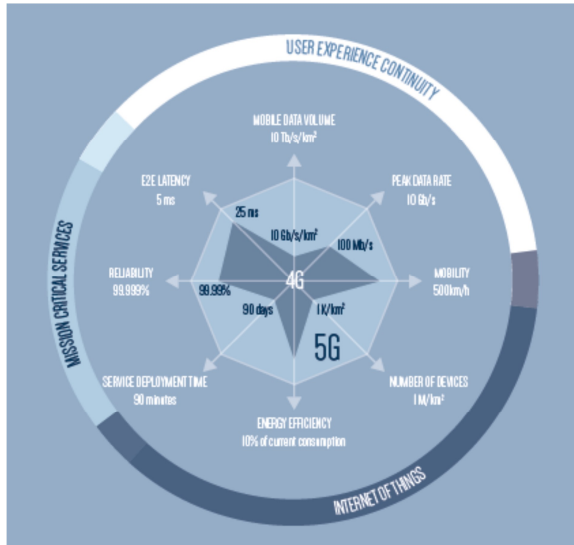 USER EXPERIENCE CONTINUITY
MOBILE DATA VOLUME
10 Tb/s/km²
E2E LATENCY
5 ms
PEAK DATA RATE
10 Gb/s
25 ms
10 Gb/s/km²
100 Mb/s
RELIABILITY
99.999%
99.99%
4G
MOBILITY
500km/h
90 days
1 K/km²
5G
SERVICE DEPLOYMENT TIME
90 minutes
NUMBER OF DEVICES
1 M/km²
ENERGY EFFICIENCY
10% of current consumption
MISSION CRITICAL SERVICES
INTERNET OF THINGS